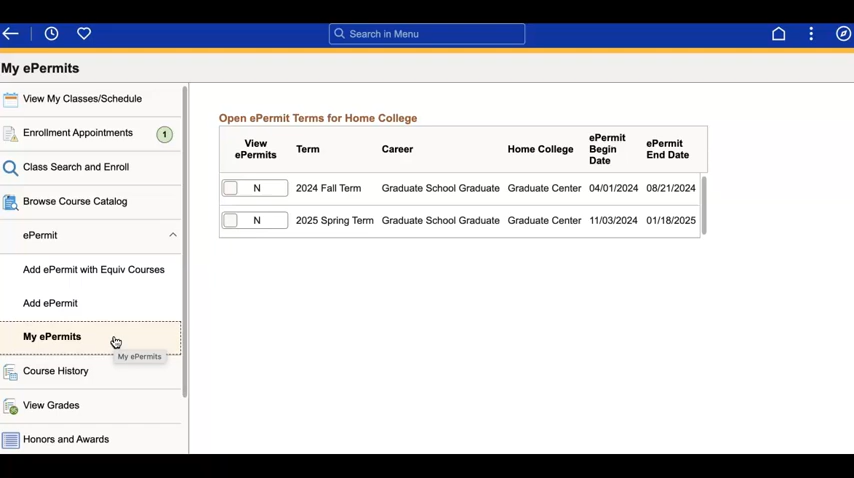 Search in Menu
My ePermits
View My Classes/Schedule
Enrollment Appointments 1
Class Search and Enroll
Browse Course Catalog
ePermit
Add ePermit with Equiv Courses
Add ePermit
My ePermits
My ePermits
Course History
View Grades
Honors and Awards
Open ePermit Terms for Home College
View ePermits Term Career Home College ePermit Begin Date ePermit End Date
N 2024 Fall Term Graduate School Graduate Graduate Center 04/01/2024 08/21/2024
N 2025 Spring Term Graduate School Graduate Graduate Center 11/03/2024 01/18/2025